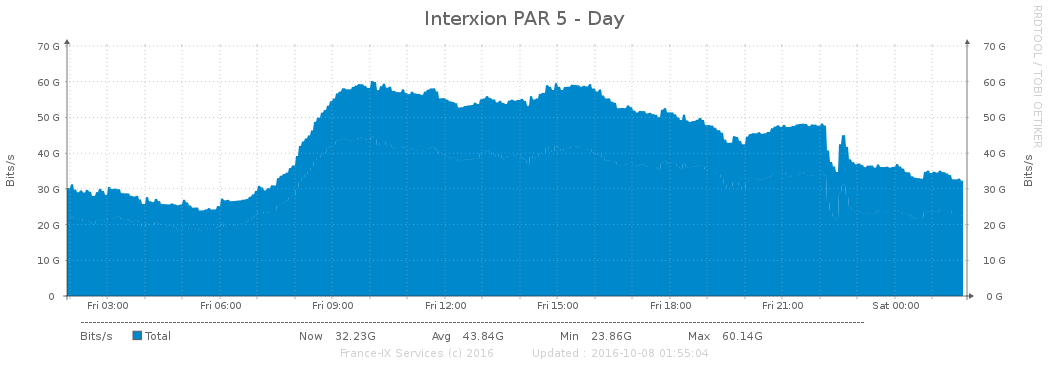 Interxion PAR 5 - Day
RRDTOOL / TOBI OETIKER
70 G 70 G
60 G 60 G
50 G 50 G
40 G 40 G
30 G 30 G
20 G 20 G
10 G 10 G
0 0 G
Bits/s Bits/s
Fri 03:00 Fri 06:00 Fri 09:00 Fri 12:00 Fri 15:00 Fri 18:00 Fri 21:00 Sat 00:00
Bits/s Total Now 32.23G Avg 43.84G Min 23.86G Max 60.14G
France-IX Services (c) 2016 Updated : 2016-10-08 01:55:04